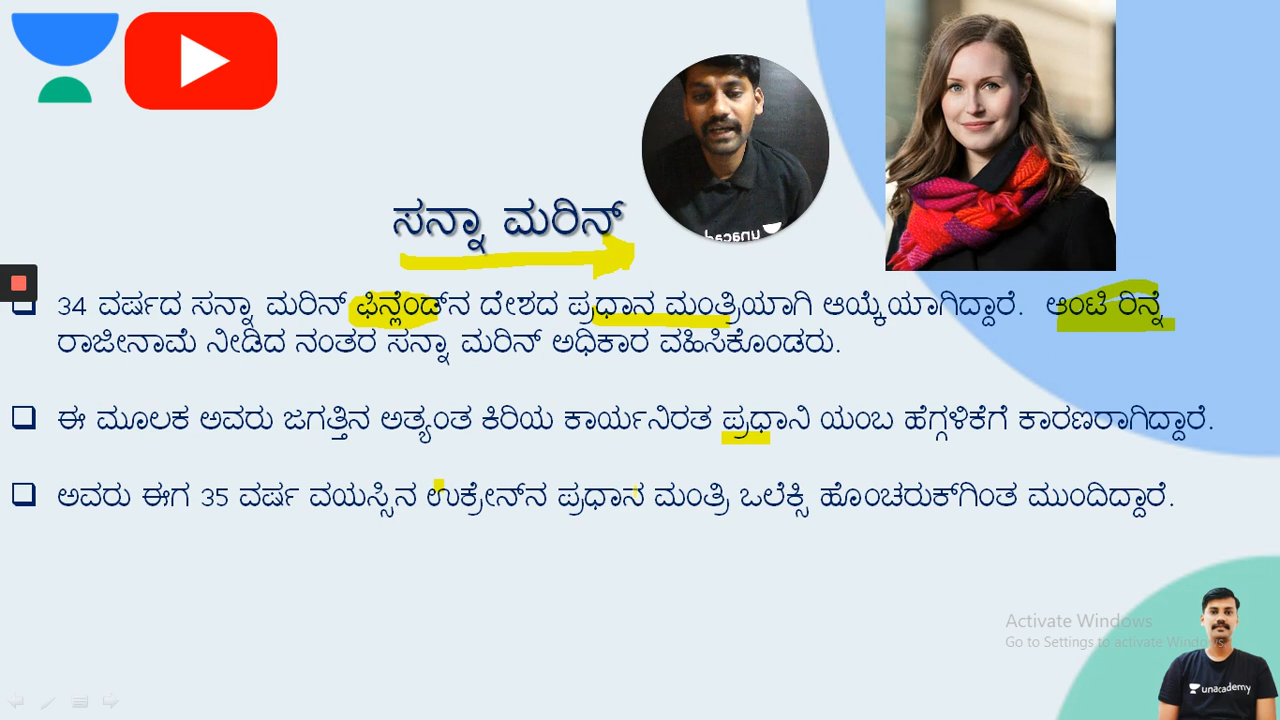 ಸನ್ನಾ ಮರಿನ್
34 ವರ್ಷದ ಸನ್ನಾ ಮರಿನ್ ಫಿನ್ಲೆಂಡ್‌ನ ದೇಶದ ಪ್ರಧಾನ ಮಂತ್ರಿಯಾಗಿ ಆಯ್ಕೆಯಾಗಿದ್ದಾರೆ. ಆಂಟಿ ರಿನ್ನೆ
ರಾಜೀನಾಮೆ ನೀಡಿದ ನಂತರ ಸನ್ನಾ ಮರಿನ್ ಅಧಿಕಾರ ವಹಿಸಿಕೊಂಡರು.
ಈ ಮೂಲಕ ಅವರು ಜಗತ್ತಿನ ಅತ್ಯಂತ ಕಿರಿಯ ಕಾರ್ಯನಿರತ ಪ್ರಧಾನಿ ಯಂಬ ಹೆಗ್ಗಳಿಕೆಗೆ ಕಾರಣರಾಗಿದ್ದಾರೆ.
ಅವರು ಈಗ 35 ವರ್ಷ ವಯಸ್ಸಿನ ಉಕ್ರೇನ್‌ನ ಪ್ರಧಾನ ಮಂತ್ರಿ ಒಲೆಕ್ಸಿ ಹೊಂಚರುಕ್‌ಗಿಂತ ಮುಂದಿದ್ದಾರೆ.
Activate Windows
Go to Settings to activate Windows.
unacademy